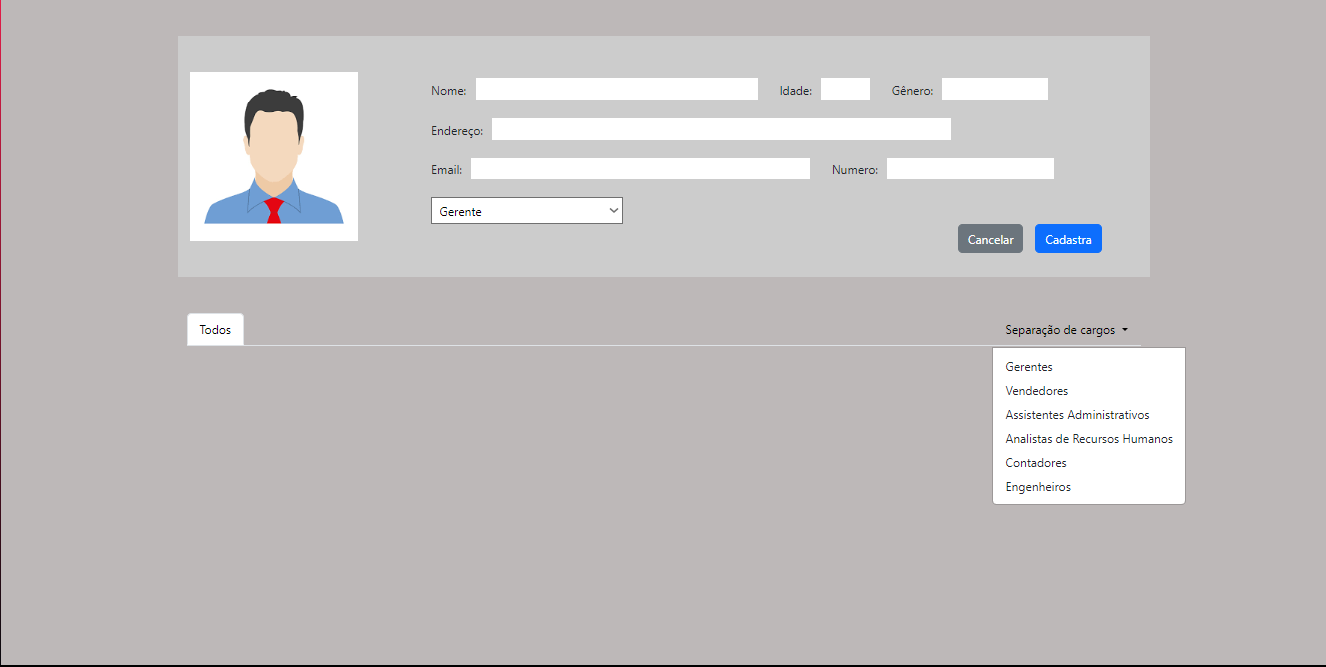 Nome: Idade: Gênero:
Endereço:
Email: Numero:
Gerente
Cancelar Cadastra
Todos Separação de cargos
Gerentes
Vendedores
Assistentes Administrativos
Analistas de Recursos Humanos
Contadores
Engenheiros